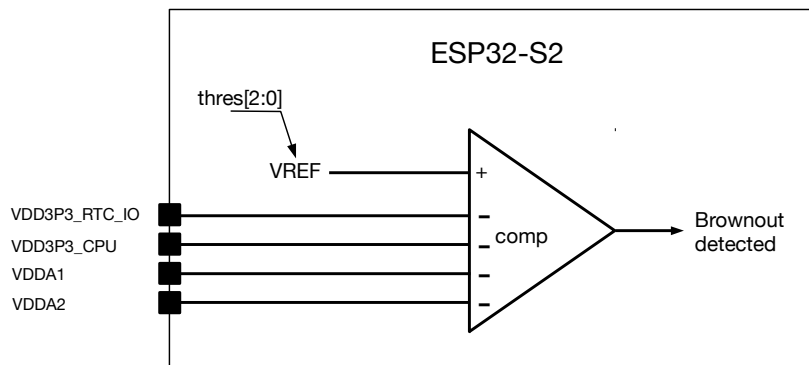 ESP32-S2
thres[2:0]
VREF
+
VDD3P3_RTC_IO
VDD3P3_CPU
VDDA1
VDDA2
-
-
-
-
comp
Brownout
detected